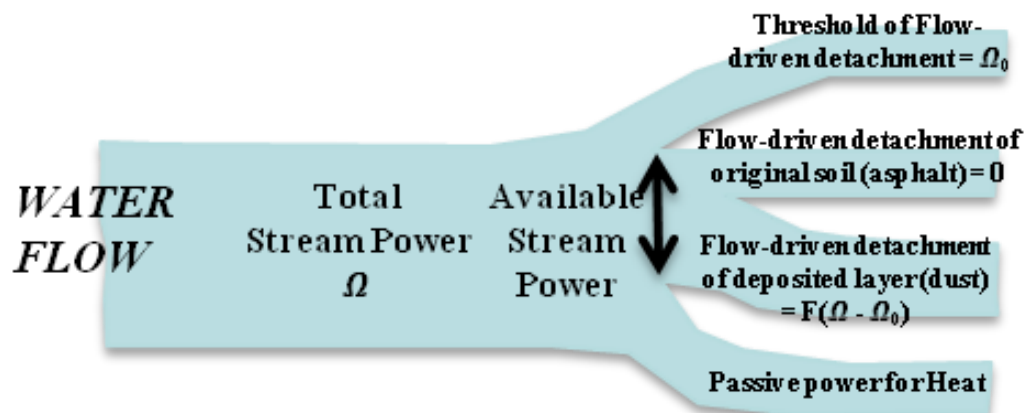 WATER
FLOW
Total
Stream Power
Ω
Available
Stream
Power
Threshold of Flow-
driven detachment = Ω₀
Flow-driven detachment of
original soil (asphalt) = 0
Flow-driven detachment
of deposited layer (dust)
= F(Ω - Ω₀)
Passive power for Heat